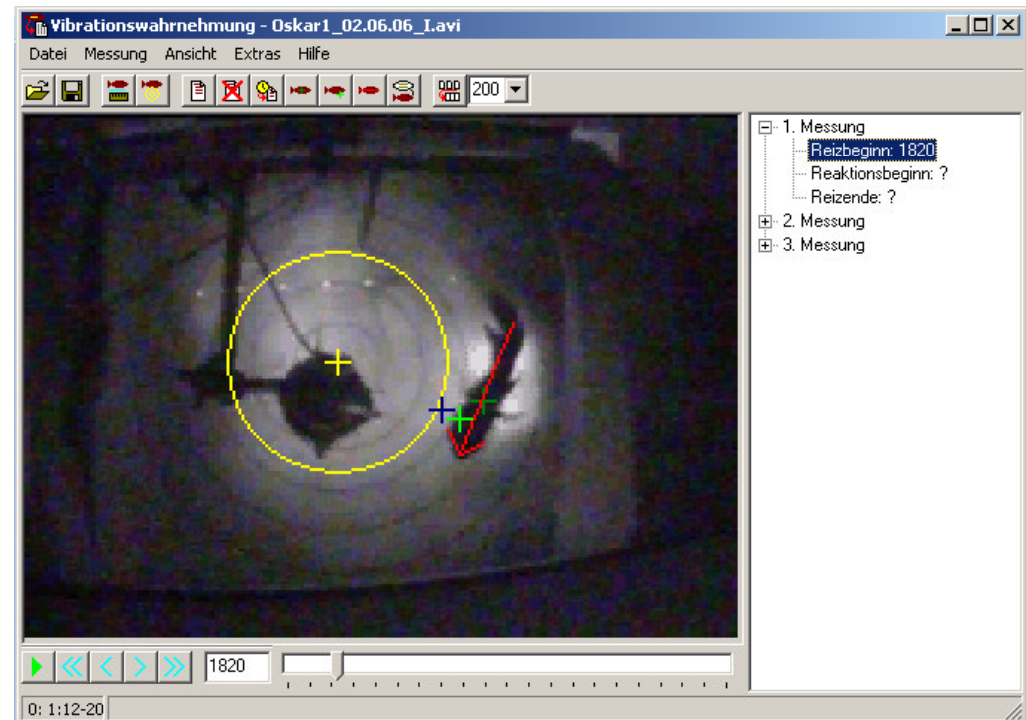 Vibrationswahrnehmung - Oskar1_02.06.06_I.avi
Datei Messung Ansicht Extras Hilfe
200
1. Messung
Reizbeginn: 1820
Reaktionsbeginn: ?
Reizende: ?
2. Messung
3. Messung
1820
0: 1:12-20